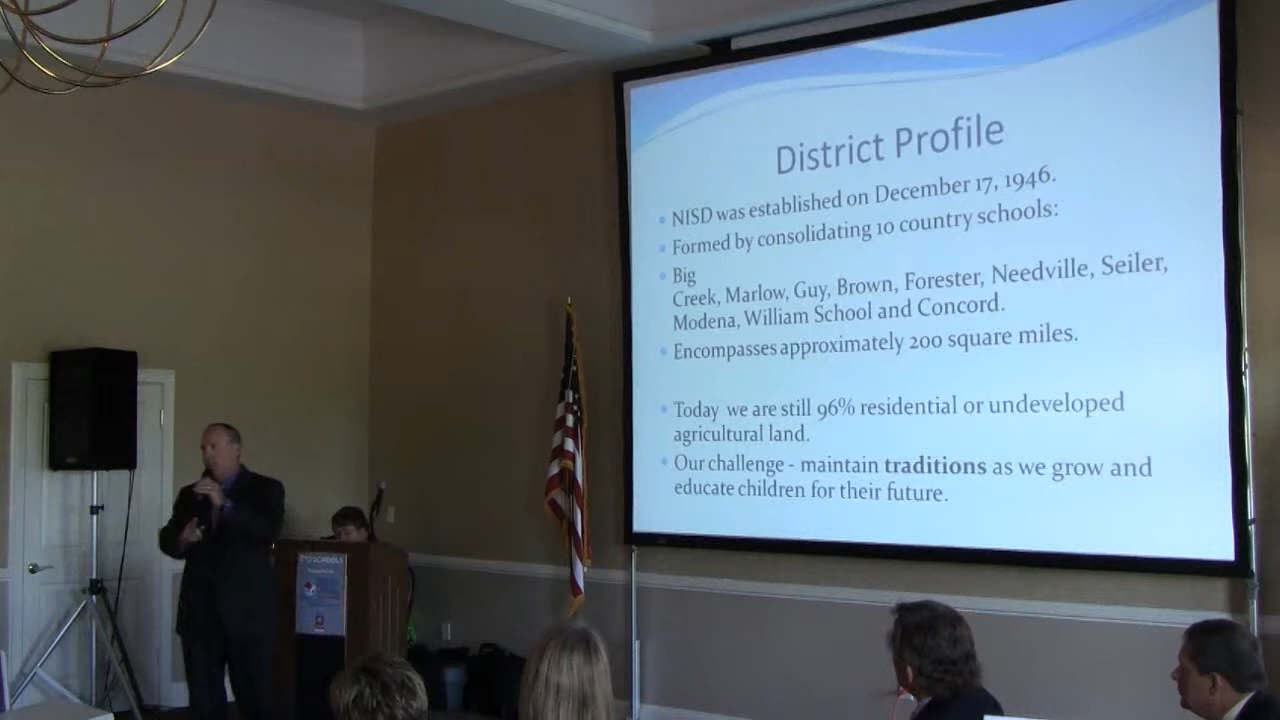 District Profile
NISD was established on December 17, 1946.
Formed by consolidating 10 country schools:
Big
Creek, Marlow, Guy, Brown, Forester, Needville, Seiler,
Modena, William School and Concord.
Encompasses approximately 200 square miles.
Today we are still 96% residential or undeveloped
agricultural land.
Our challenge - maintain traditions as we grow and
educate children for their future.